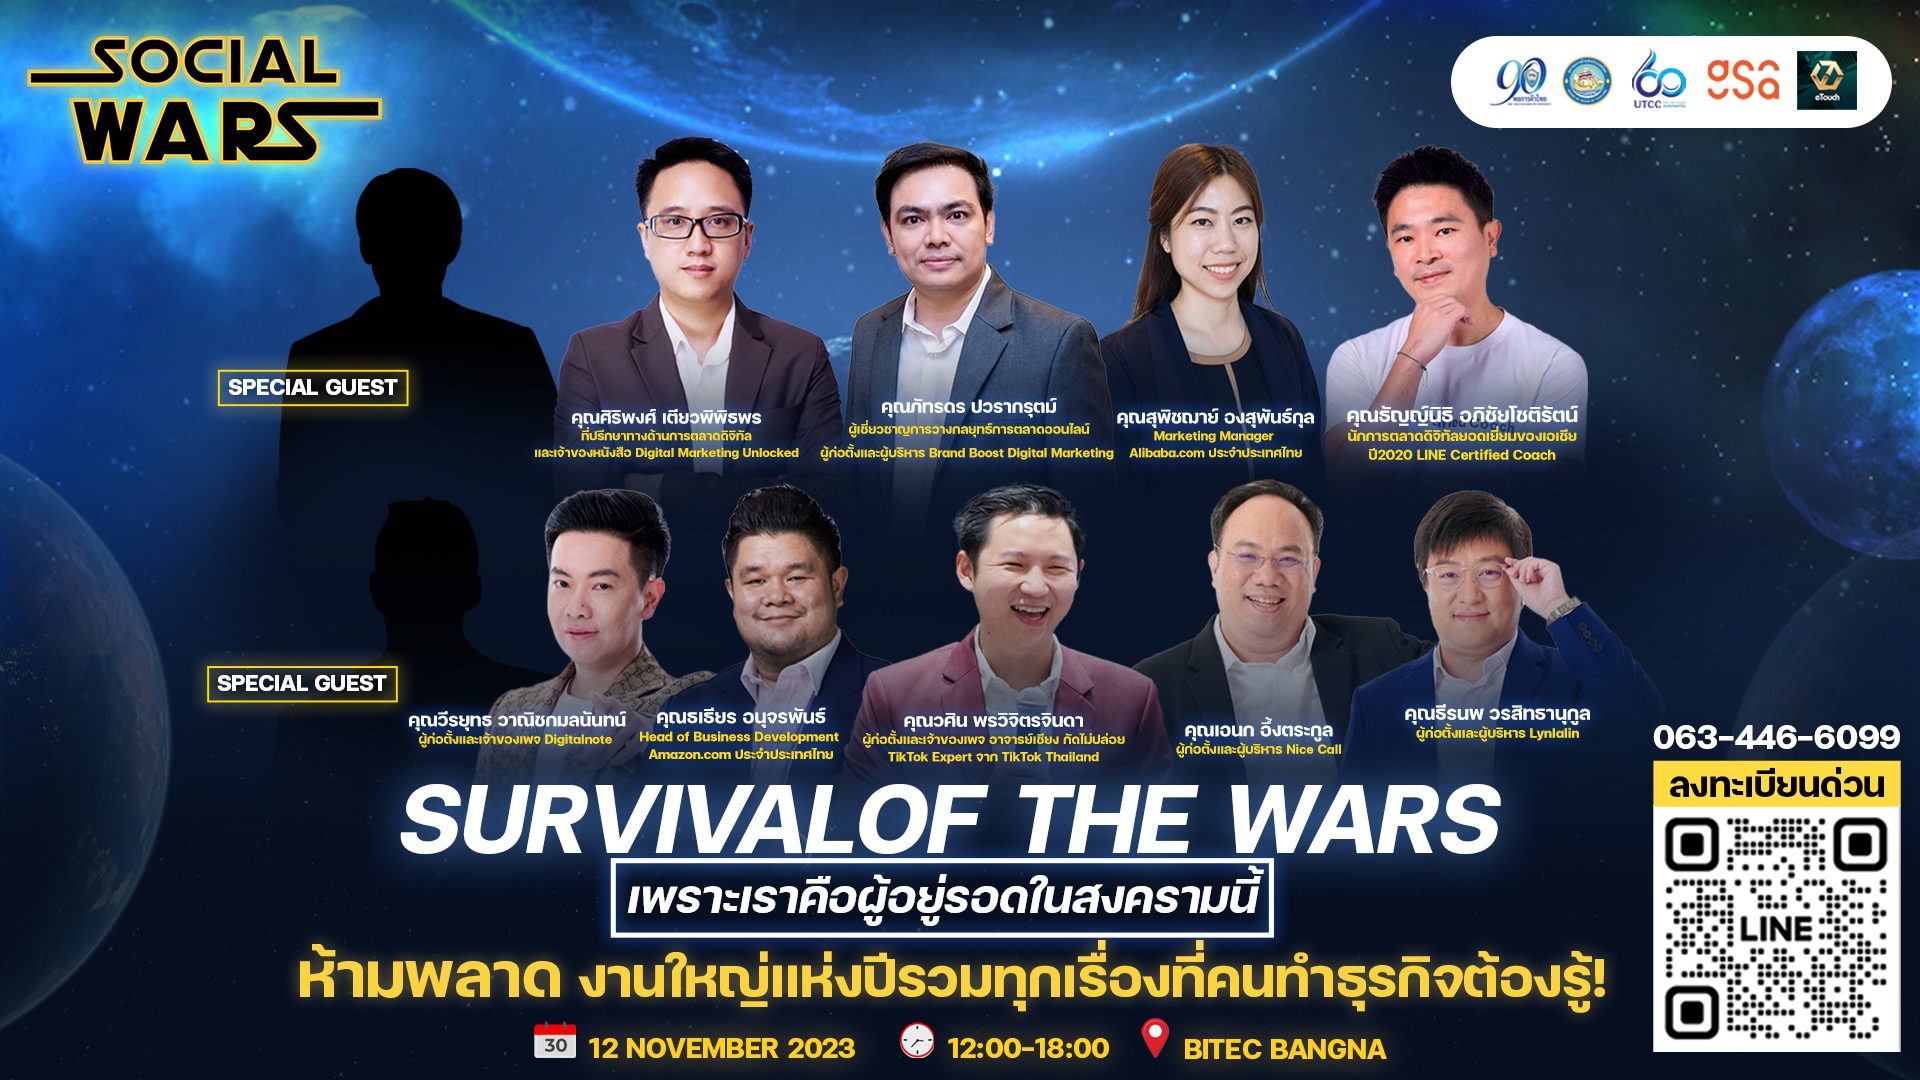 SOCIAL
WARS
90
หอการค้าไทย
60
UTCC
gsa
eTouch
SPECIAL GUEST
คุณศิริพงศ์ เตียวพิพิธพร
ที่ปรึกษาทางด้านการตลาดดิจิทัล
และเจ้าของหนังสือ Digital Marketing Unlocked
คุณภัทรดร ปวรากรุตม์
ผู้เชี่ยวชาญการวางกลยุทธ์การตลาดออนไลน์
ผู้ก่อตั้งและผู้บริหาร Brand Boost Digital Marketing
คุณสุพิชฌาย์ องสุพันธ์กุล
Marketing Manager
Alibaba.com ประจำประเทศไทย
คุณธัญญ์นิธิ อภิชัยโชติรัตน์
นักการตลาดดิจิทัลยอดเยี่ยมของเอเชีย
ปี2020 LINE Certified Coach
SPECIAL GUEST
คุณวีรยุทธ วาณิชกมลนันทน์
ผู้ก่อตั้งและเจ้าของเพจ Digitalnote
คุณธเธียร อนุจรพันธ์
Head of Business Development
Amazon.com ประจำประเทศไทย
คุณวศิน พรวิจิตรจินดา
ผู้ก่อตั้งและเจ้าของเพจ อาจารย์เซียง กัดไม่ปล่อย
TikTok Expert จาก TikTok Thailand
คุณเอนก อึ้งตระกูล
ผู้ก่อตั้งและผู้บริหาร Nice Call
คุณธีรนพ วรสิทธานุกูล
ผู้ก่อตั้งและผู้บริหาร Lynlalin
063-446-6099
ลงทะเบียนด่วน
LINE
SURVIVALOF THE WARS
เพราะเราคือผู้อยู่รอดในสงครามนี้
ห้ามพลาด งานใหญ่แห่งปีรวมทุกเรื่องที่คนทำธุรกิจต้องรู้!
30 12 NOVEMBER 2023 12:00-18:00 BITEC BANGNA